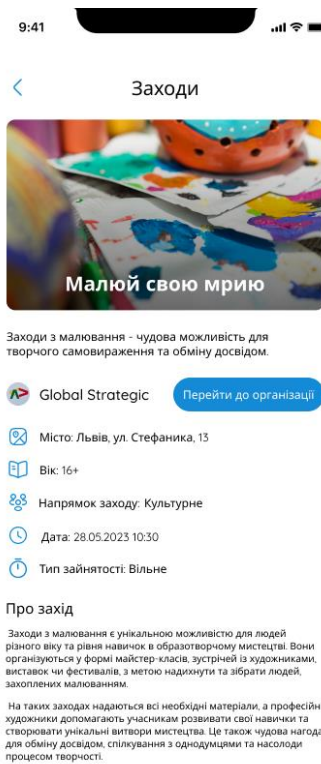 9:41
Заходи
Малюй свою мрию
Заходи з малювання - чудова можливість для
творчого самовираження та обміну досвідом.
Global Strategic
Перейти до організації
Місто: Львів, ул. Стефаника, 13
Вік: 16+
Напрямок заходу: Культурне
Дата: 28.05.2023 10:30
Тип зайнятості: Вільне
Про захід
Заходи з малювання є унікальною можливістю для людей
різного віку та рівня навичок в образотворчому мистецтві. Вони
організуються у формі майстер-класів, зустрічей із художниками,
виставок чи фестивалів, з метою надихнути та зібрати людей,
захоплених малюванням.
На таких заходах надаються всі необхідні матеріали, а професійн
художники допомагають учасникам розвивати свої навички та
створювати унікальні витвори мистецтва. Це також чудова нагода
для обміну досвідом, спілкування з однодумцями та насолоди
процесом творчості.